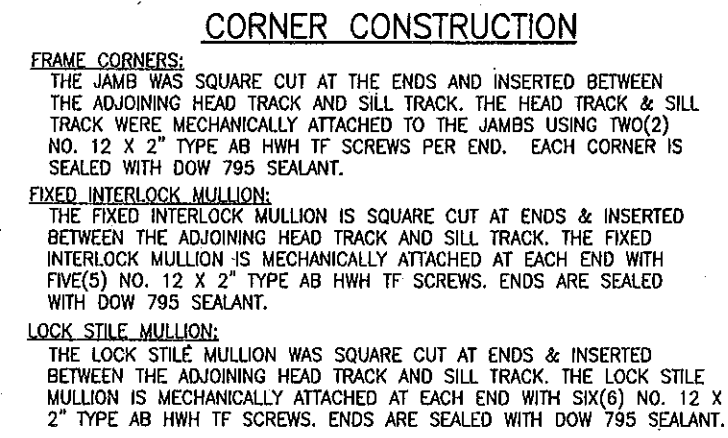 CORNER CONSTRUCTION
FRAME CORNERS:
THE JAMB WAS SQUARE CUT AT THE ENDS AND INSERTED BETWEEN
THE ADJOINING HEAD TRACK AND SILL TRACK. THE HEAD TRACK & SILL
TRACK WERE MECHANICALLY ATTACHED TO THE JAMBS USING TWO(2)
NO. 12 X 2" TYPE AB HWH TF SCREWS PER END. EACH CORNER IS
SEALED WITH DOW 795 SEALANT.
FIXED INTERLOCK MULLION:
THE FIXED INTERLOCK MULLION IS SQUARE CUT AT ENDS & INSERTED
BETWEEN THE ADJOINING HEAD TRACK AND SILL TRACK. THE FIXED
INTERLOCK MULLION IS MECHANICALLY ATTACHED AT EACH END WITH
FIVE(5) NO. 12 X 2" TYPE AB HWH TF SCREWS. ENDS ARE SEALED
WITH DOW 795 SEALANT.
LOCK STILE MULLION:
THE LOCK STILE MULLION WAS SQUARE CUT AT ENDS & INSERTED
BETWEEN THE ADJOINING HEAD TRACK AND SILL TRACK. THE LOCK STILE
MULLION IS MECHANICALLY ATTACHED AT EACH END WITH SIX(6) NO. 12 X
2" TYPE AB HWH TF SCREWS. ENDS ARE SEALED WITH DOW 795 SEALANT.